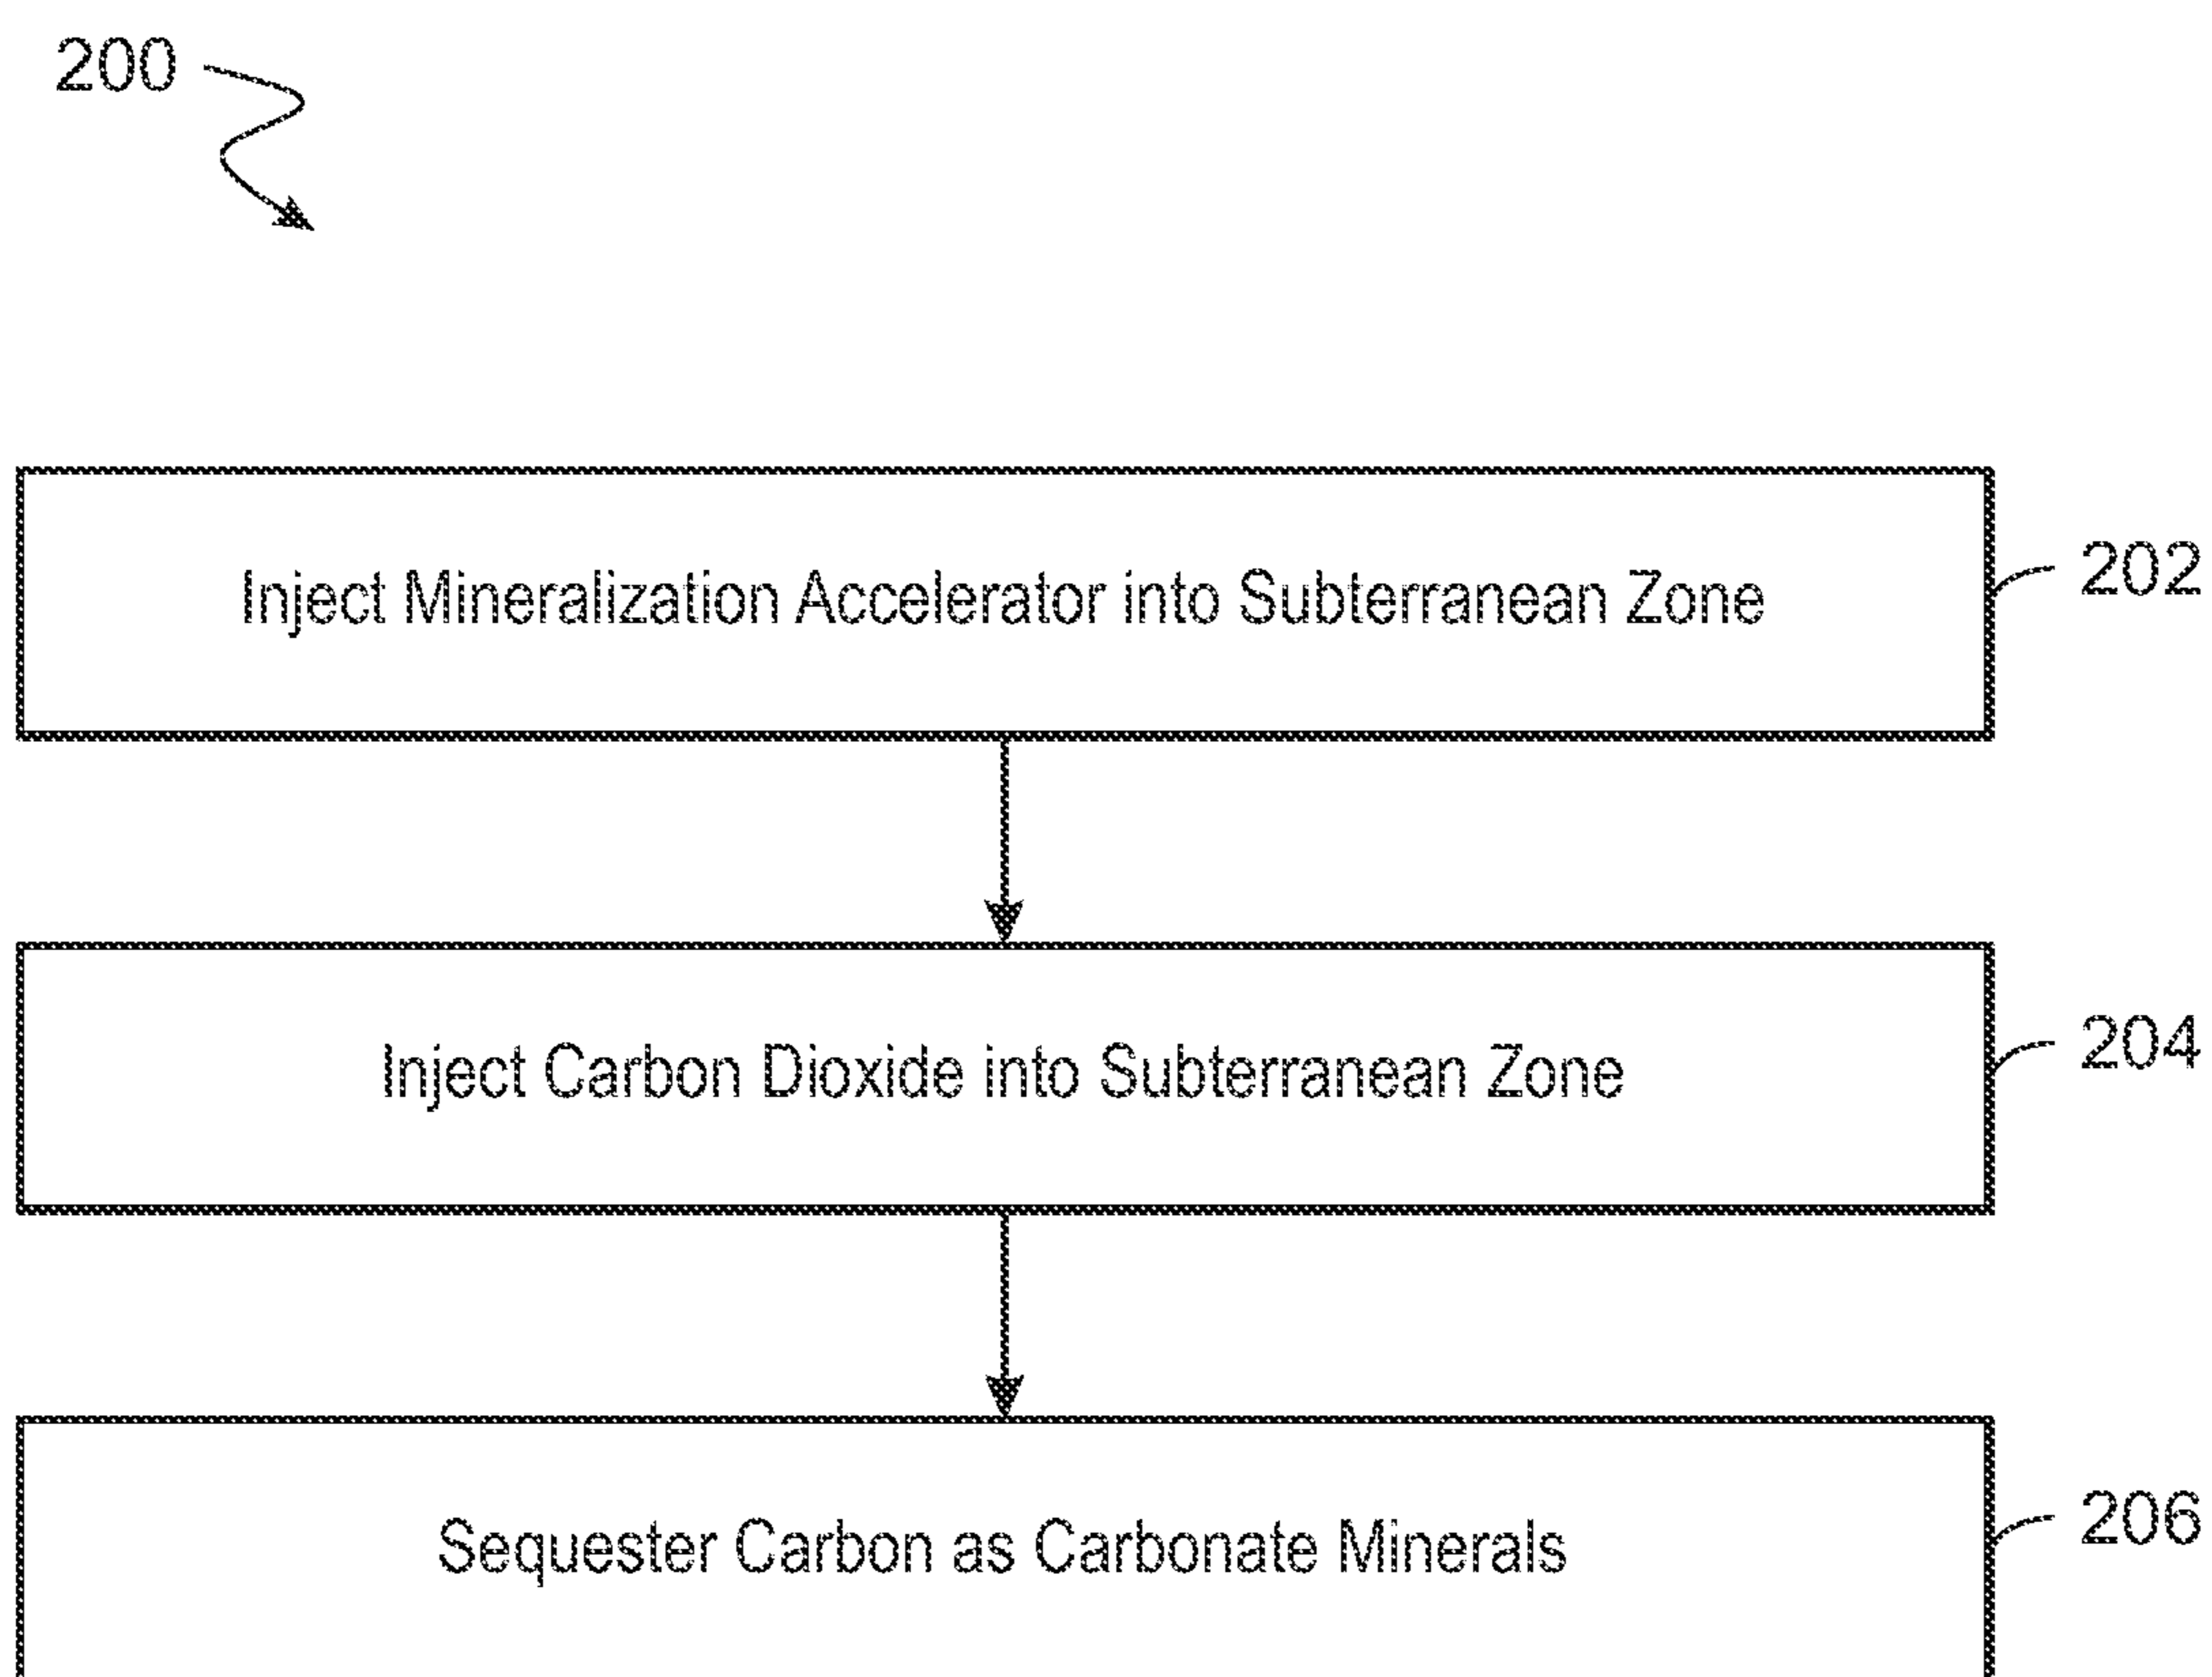 200
Inject Mineralization Accelerator into Subterranean Zone
202
Inject Carbon Dioxide into Subterranean Zone
204
Sequester Carbon as Carbonate Minerals
206